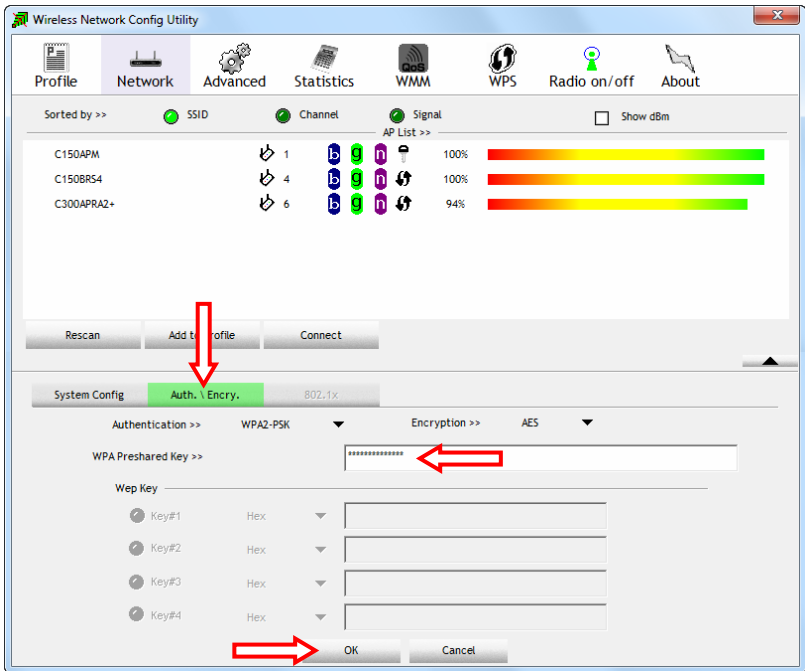 Wireless Network Config Utility
x
Profile Network Advanced Statistics WMM WPS Radio on/off About
QoS
Sorted by >> SSID Channel Signal Show dBm
AP List >>
C150APM 1 b g n 100%
C150BRS4 4 b g n 100%
C300APRA2+ 6 b g n 94%
Rescan Add to Profile Connect
System Config Auth. \ Encry. 802.1x
Authentication >> WPA2-PSK Encryption >> AES
WPA Preshared Key >> **************
Wep Key
Key#1 Hex
Key#2 Hex
Key#3 Hex
Key#4 Hex
OK Cancel